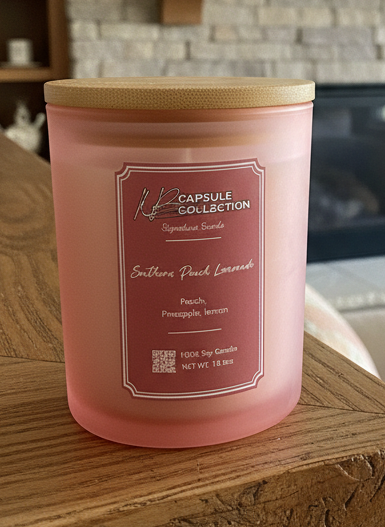 CAPSULE
COLLECTION
Signature Scents
Southern Peach Lemonade
Peach,
Pineapple, lemon
100% Soy Candle
NET WT.